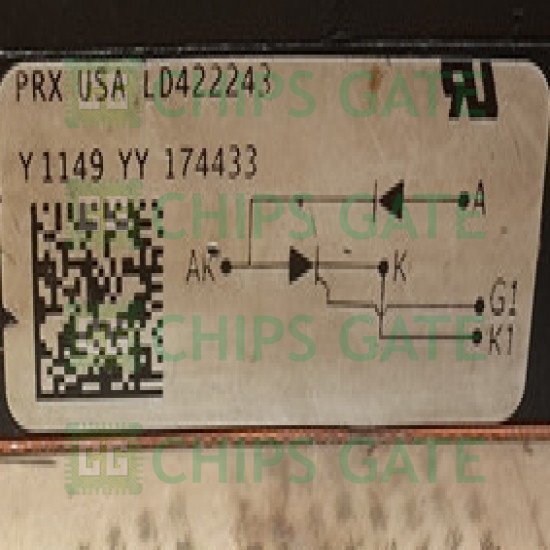 PRX USA LD422243
Y1149 YY 174433
A
AK
K
G1
K1
CHIPS GATE
CHIPS GATE
CHIPS GATE
CHIPS GATE